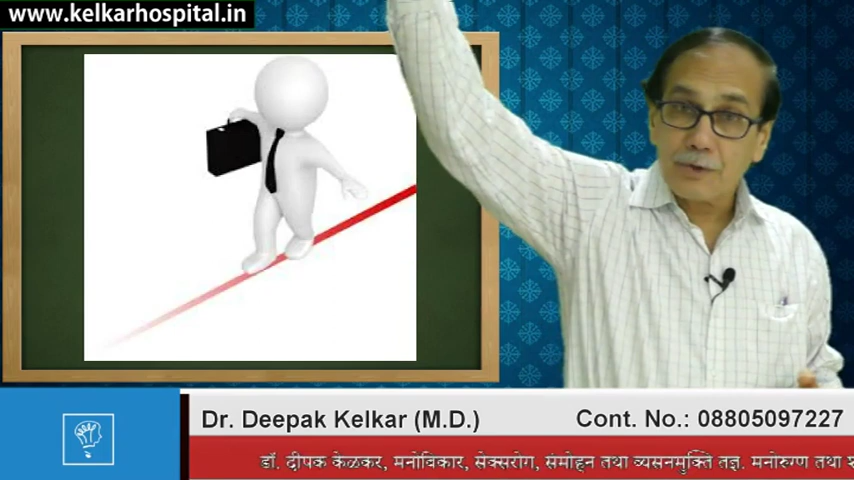 www.kelkarhospital.in
Dr. Deepak Kelkar (M.D.)
Cont. No.: 08805097227
डॉ. दीपक केळकर, मनोविकार, सेक्सरोग, संमोहन तथा व्यसनमुक्ति तज्ञ. मनोरुग्ण तथा